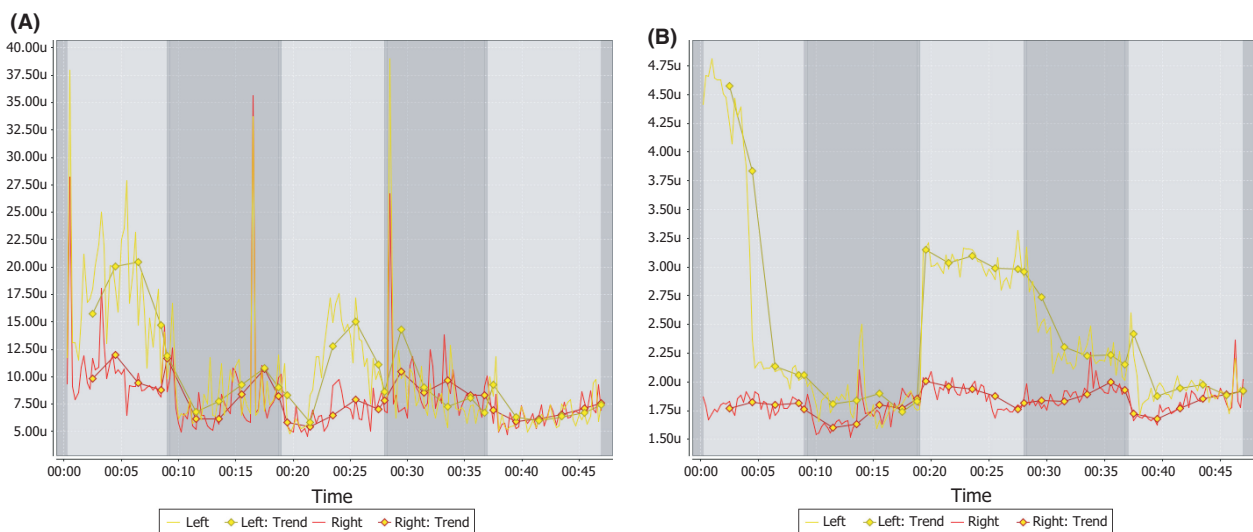 (A)
40.00u
37.50u
35.00u
32.50u
30.00u
27.50u
25.00u
22.50u
20.00u
17.50u
15.00u
12.50u
10.00u
7.50u
5.00u
00:00 00:05 00:10 00:15 00:20 00:25 00:30 00:35 00:40 00:45
Time
Left Left: Trend Right Right: Trend
(B)
4.75u
4.50u
4.25u
4.00u
3.75u
3.50u
3.25u
3.00u
2.75u
2.50u
2.25u
2.00u
1.75u
1.50u
00:00 00:05 00:10 00:15 00:20 00:25 00:30 00:35 00:40 00:45
Time
Left Left: Trend Right Right: Trend